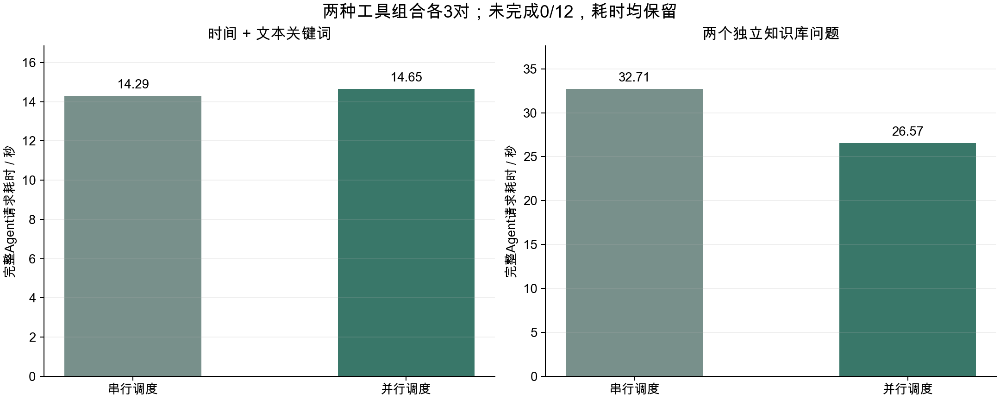 两种工具组合各3对；未完成0/12，耗时均保留
时间 + 文本关键词
完整Agent请求耗时 / 秒
16
14
12
10
8
6
4
2
0
14.29
14.65
串行调度
并行调度
两个独立知识库问题
完整Agent请求耗时 / 秒
35
30
25
20
15
10
5
0
32.71
26.57
串行调度
并行调度